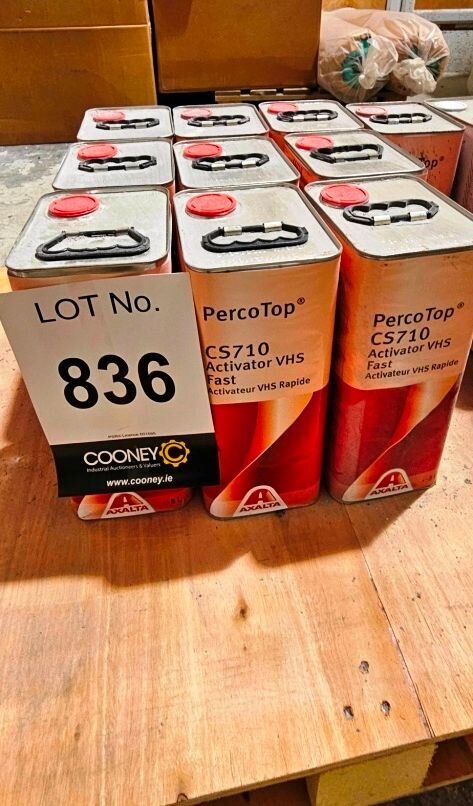 LOT No.
836
COONEY
Industrial Auctioneers & Valuers
www.cooney.ie
AXALTA
PercoTop®
CS710
Activator VHS
Fast
Activateur VHS Rapide
AXALTA
PercoTop®
CS710
Activator VHS
Fast
Activateur VHS Rapide
AXALTA
PercoTop